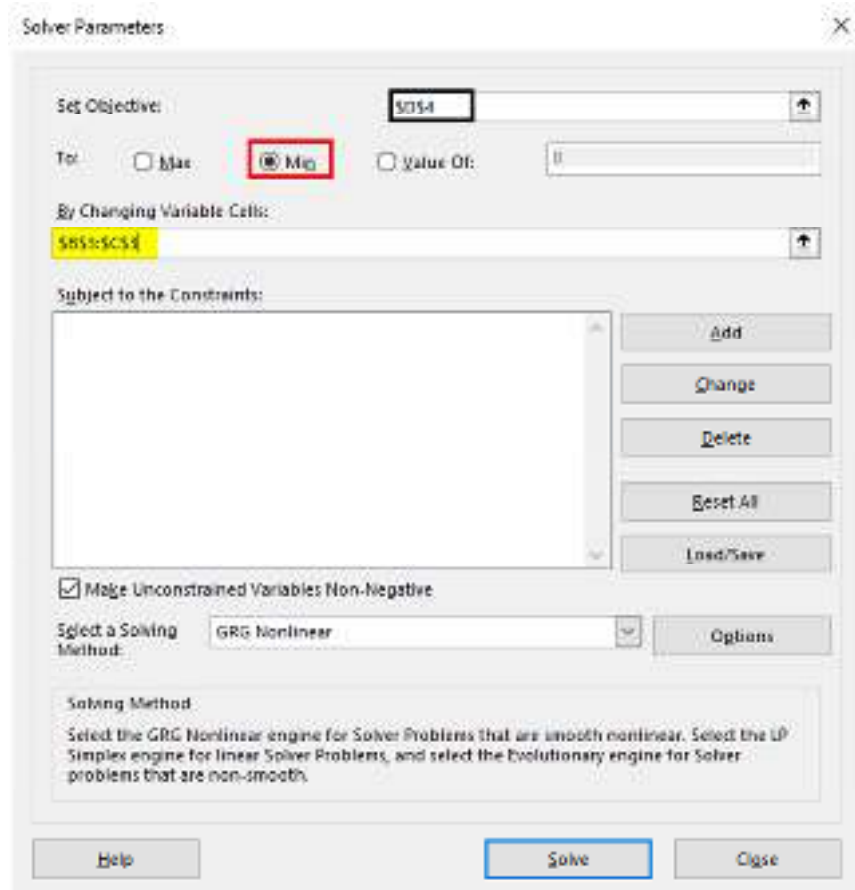 Solver Parameters
Set Objective:
$D$4
To:
Max
Min
Value Of:
0
By Changing Variable Cells:
$B$3:$C$3
Subject to the Constraints:
Add
Change
Delete
Reset All
Load/Save
Make Unconstrained Variables Non-Negative
Select a Solving
Method:
GRG Nonlinear
Options
Solving Method
Select the GRG Nonlinear engine for Solver Problems that are smooth nonlinear. Select the LP
Simplex engine for linear Solver Problems, and select the Evolutionary engine for Solver
problems that are non-smooth.
Help
Solve
Close